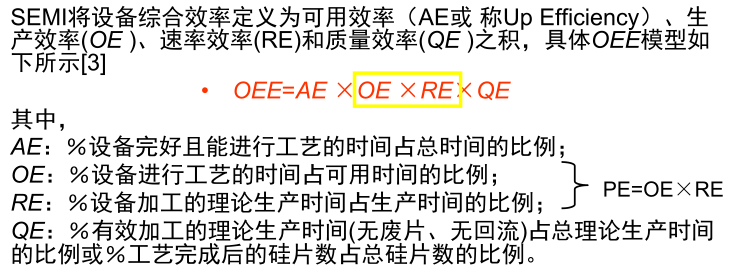 SEMI将设备综合效率定义为可用效率（AE或 称Up Efficiency）、生
产效率(OE )、速率效率(RE)和质量效率(QE )之积，具体OEE模型如
下所示[3]
• OEE=AE ×OE ×RE× QE
其中，
AE：%设备完好且能进行工艺的时间占总时间的比例；
OE：%设备进行工艺的时间占可用时间的比例；
RE：%设备加工的理论生产时间占生产时间的比例；
PE=OE×RE
QE：%有效加工的理论生产时间(无废片、无回流)占总理论生产时间
的比例或%工艺完成后的硅片数占总硅片数的比例。